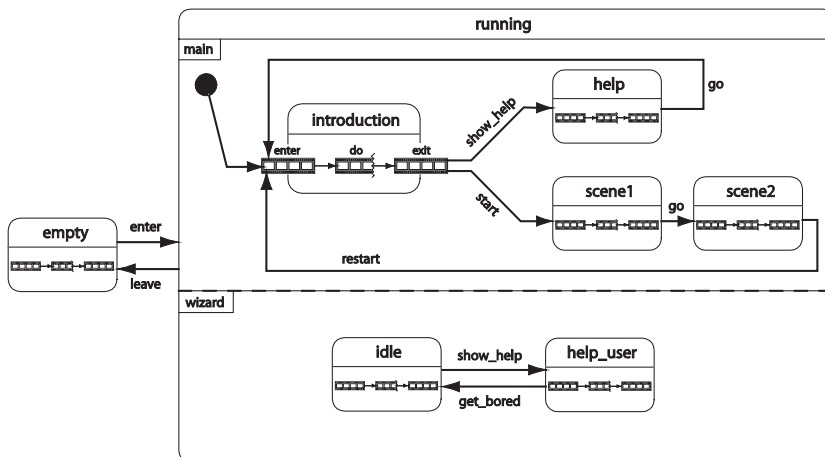 running
main
help
go
show_help
introduction
enter do exit
start
scene1
go
scene2
empty
enter
leave
restart
wizard
idle
show_help
help_user
get_bored